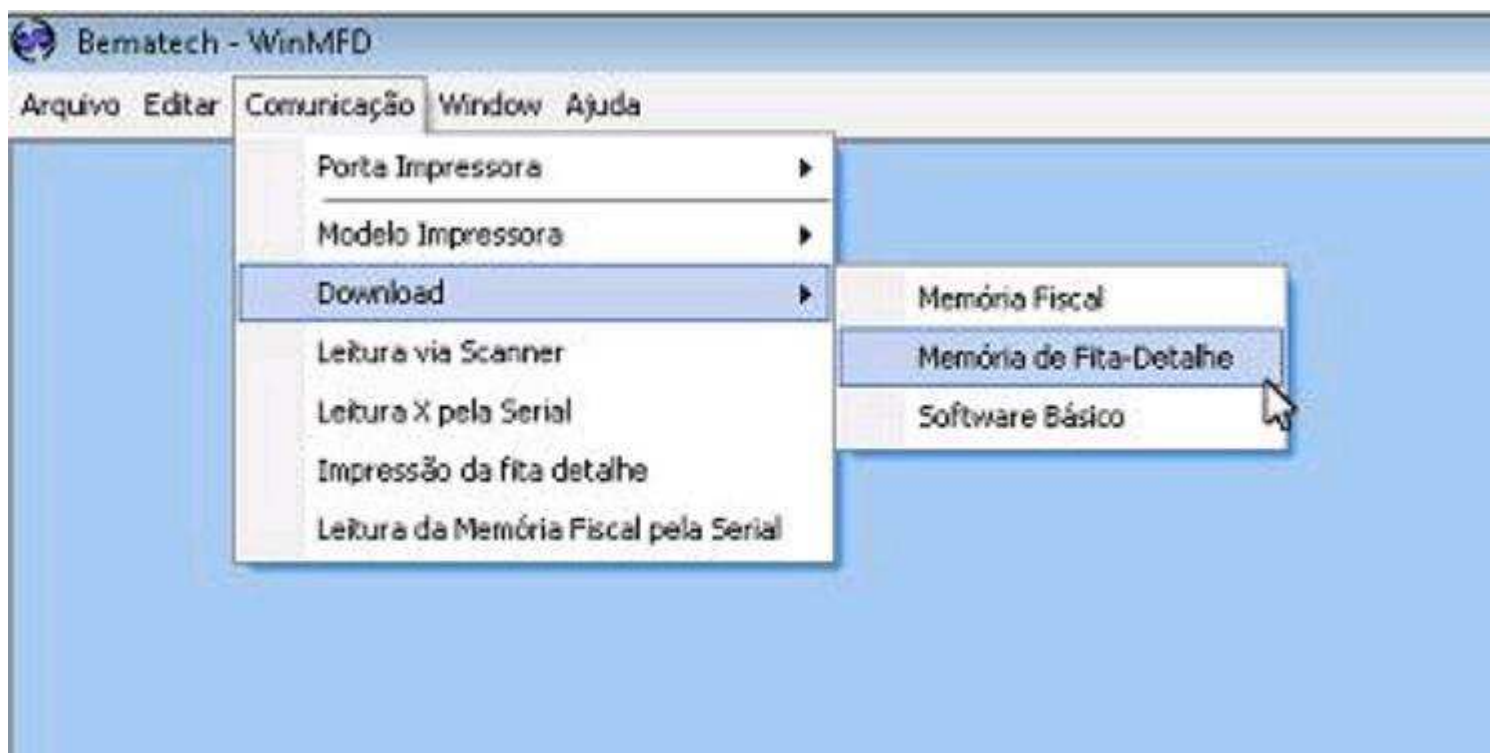 Bematech - WinMFD
Arquivo Editar Comunicação Window Ajuda
Porta Impressora
Modelo Impressora
Download
Leitura via Scanner
Leitura X pela Serial
Impressão da fita detalhe
Leitura da Memória Fiscal pela Serial
Memória Fiscal
Memória de Fita-Detalhe
Software Básico